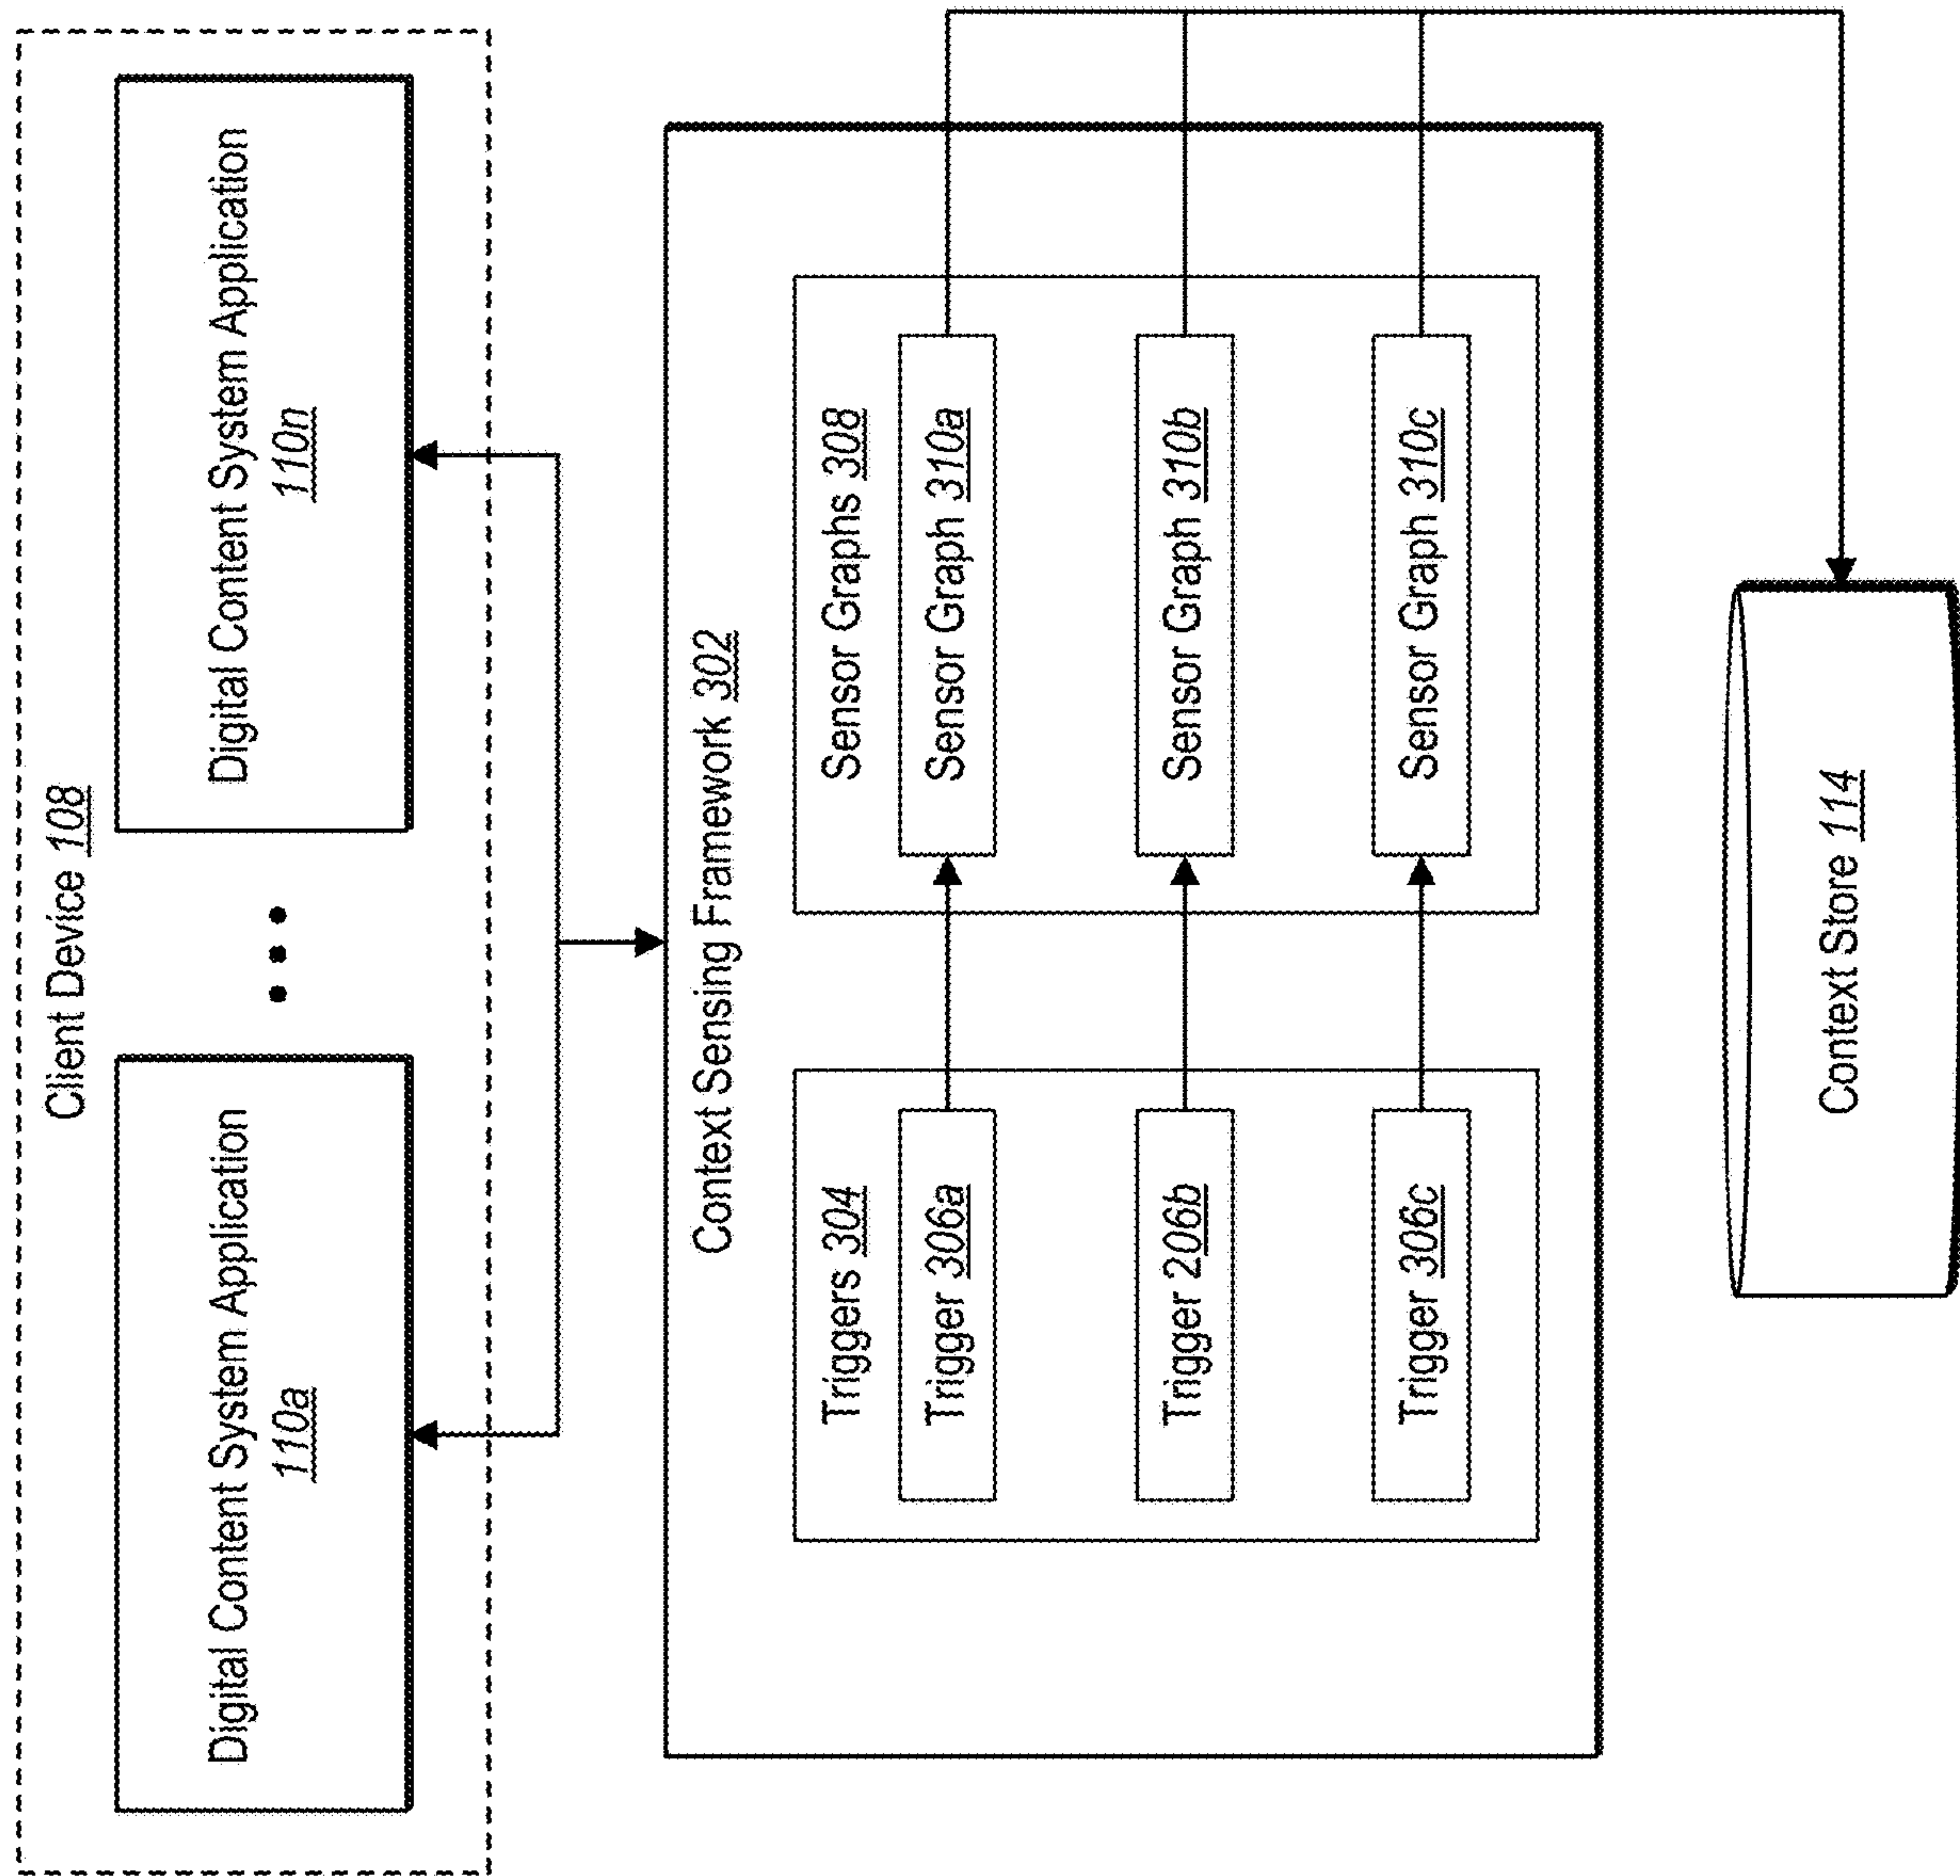 Client Device 108
Digital Content System Application
110a
Digital Content System Application
110n
Context Sensing Framework 302
Triggers 304
Trigger 306a
Trigger 206b
Trigger 306c
Sensor Graphs 308
Sensor Graph 310a
Sensor Graph 310b
Sensor Graph 310c
Context Store 114